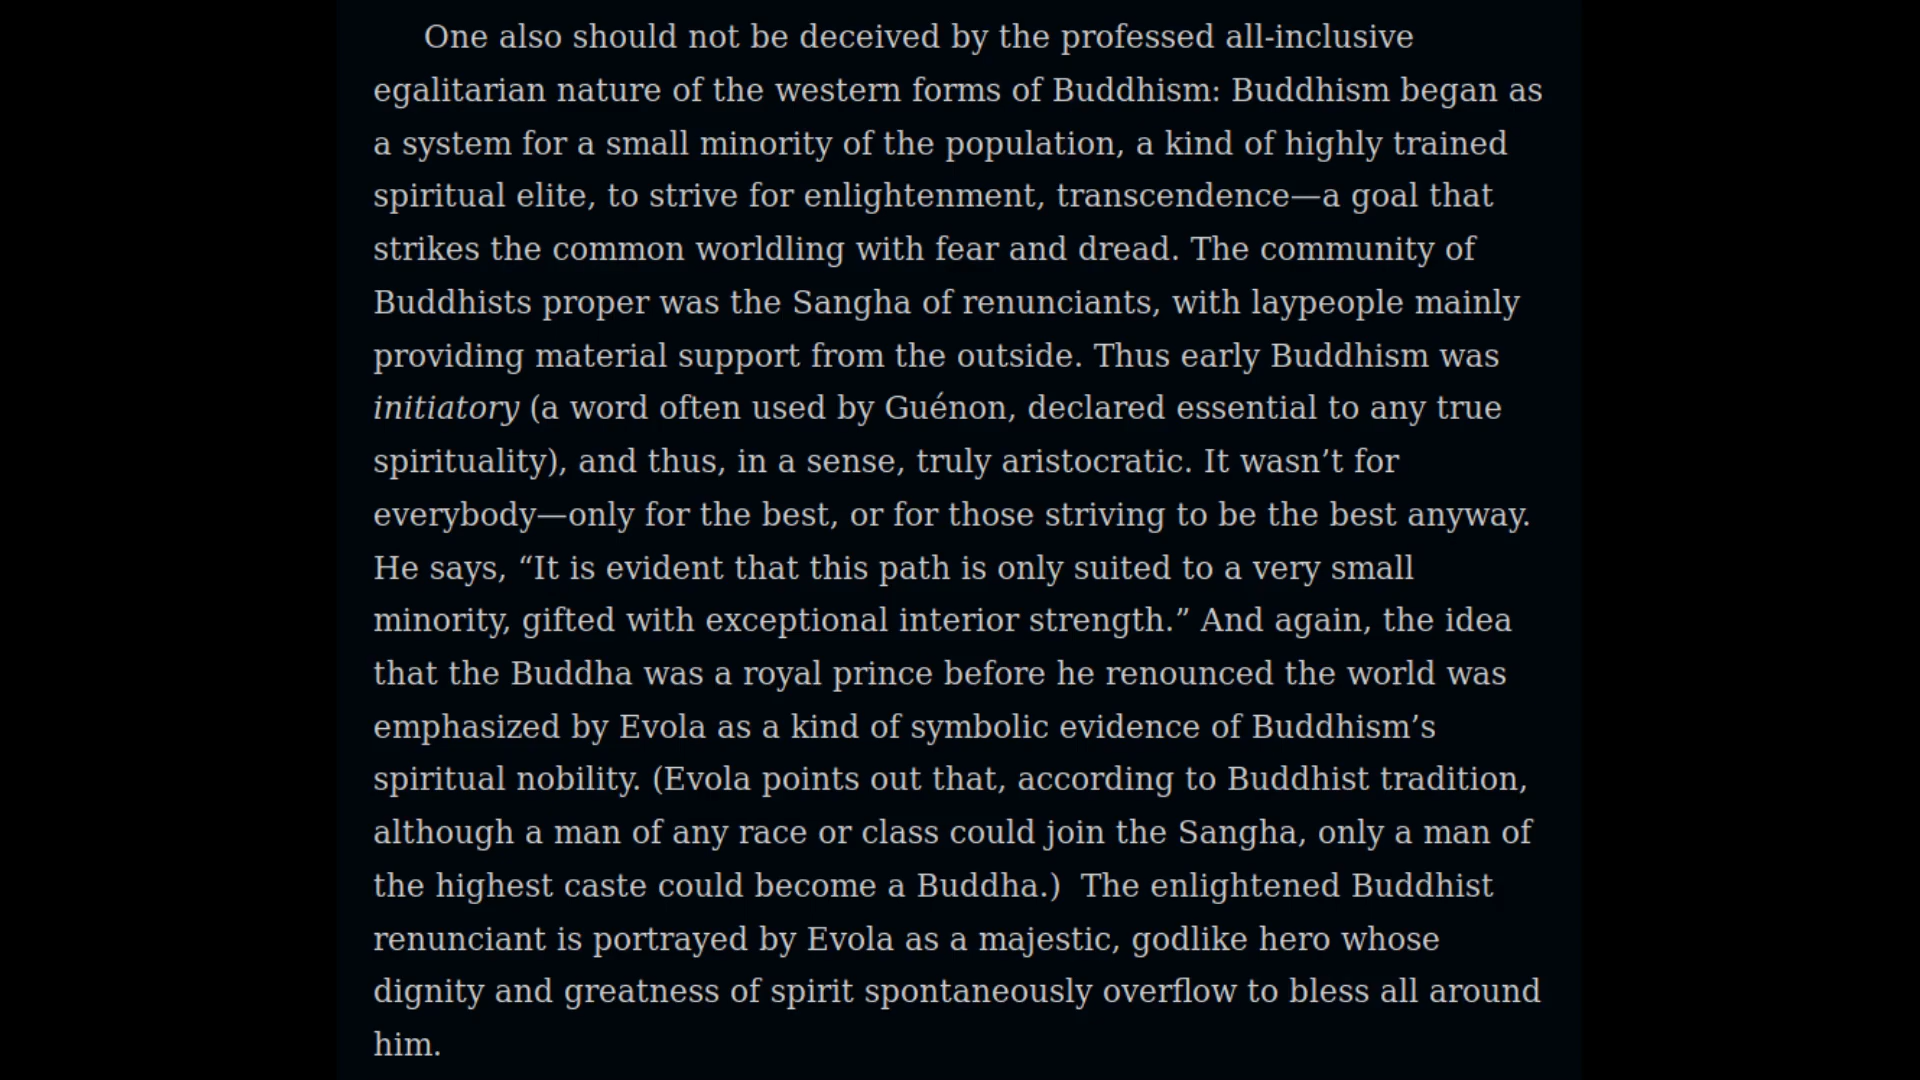 One also should not be deceived by the professed all-inclusive
egalitarian nature of the western forms of Buddhism: Buddhism began as
a system for a small minority of the population, a kind of highly trained
spiritual elite, to strive for enlightenment, transcendence—a goal that
strikes the common worldling with fear and dread. The community of
Buddhists proper was the Sangha of renunciants, with laypeople mainly
providing material support from the outside. Thus early Buddhism was
initiatory (a word often used by Guénon, declared essential to any true
spirituality), and thus, in a sense, truly aristocratic. It wasn’t for
everybody—only for the best, or for those striving to be the best anyway.
He says, “It is evident that this path is only suited to a very small
minority, gifted with exceptional interior strength.” And again, the idea
that the Buddha was a royal prince before he renounced the world was
emphasized by Evola as a kind of symbolic evidence of Buddhism’s
spiritual nobility. (Evola points out that, according to Buddhist tradition,
although a man of any race or class could join the Sangha, only a man of
the highest caste could become a Buddha.)  The enlightened Buddhist
renunciant is portrayed by Evola as a majestic, godlike hero whose
dignity and greatness of spirit spontaneously overflow to bless all around
him.